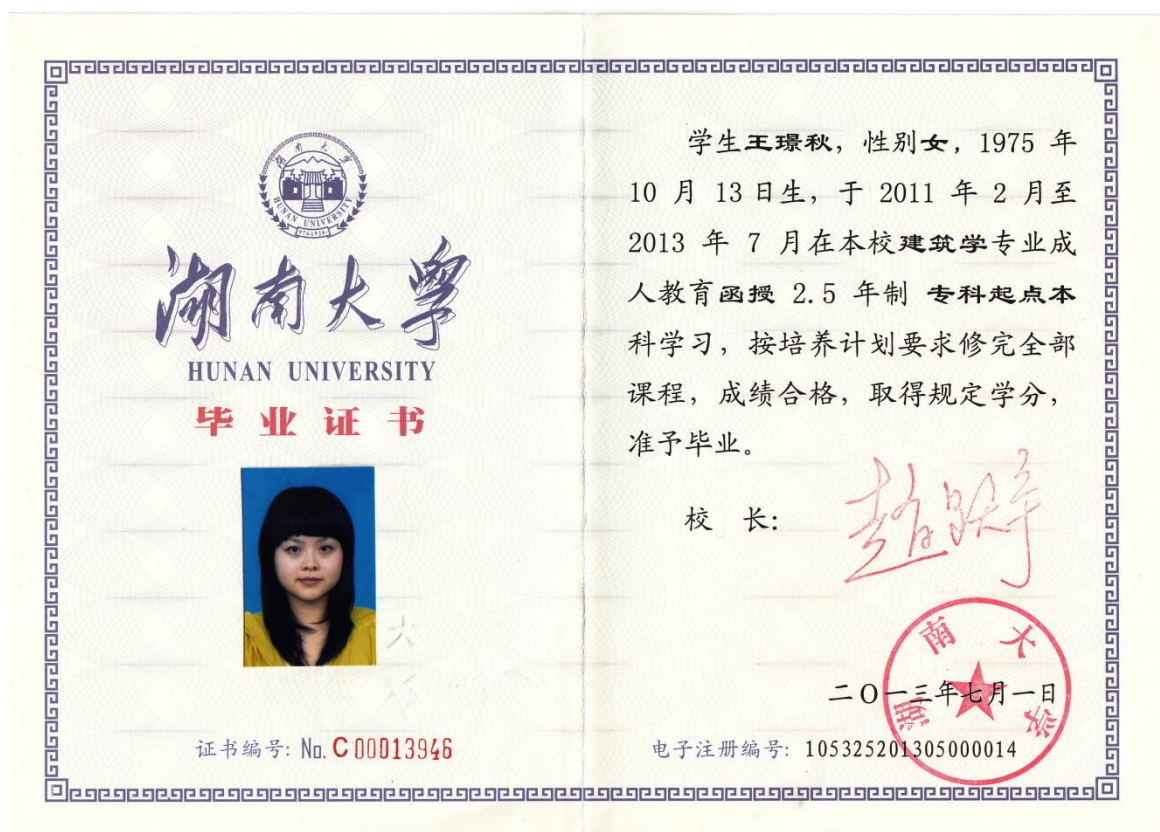 湖南大学
HUNAN UNIVERSITY
湖南大学
HUNAN UNIVERSITY
毕业证书
证书编号: No. C00013946
学生王璟秋，性别女，1975 年
10 月 13 日生，于 2011 年 2 月至
2013 年 7 月在本校建筑学专业成
人教育函授 2.5 年制 专科起点本
科学习，按培养计划要求修完全部
课程，成绩合格，取得规定学分，
准予毕业。
校 长:
二〇一三年七月一日
湖南大学
电子注册编号: 105325201305000014